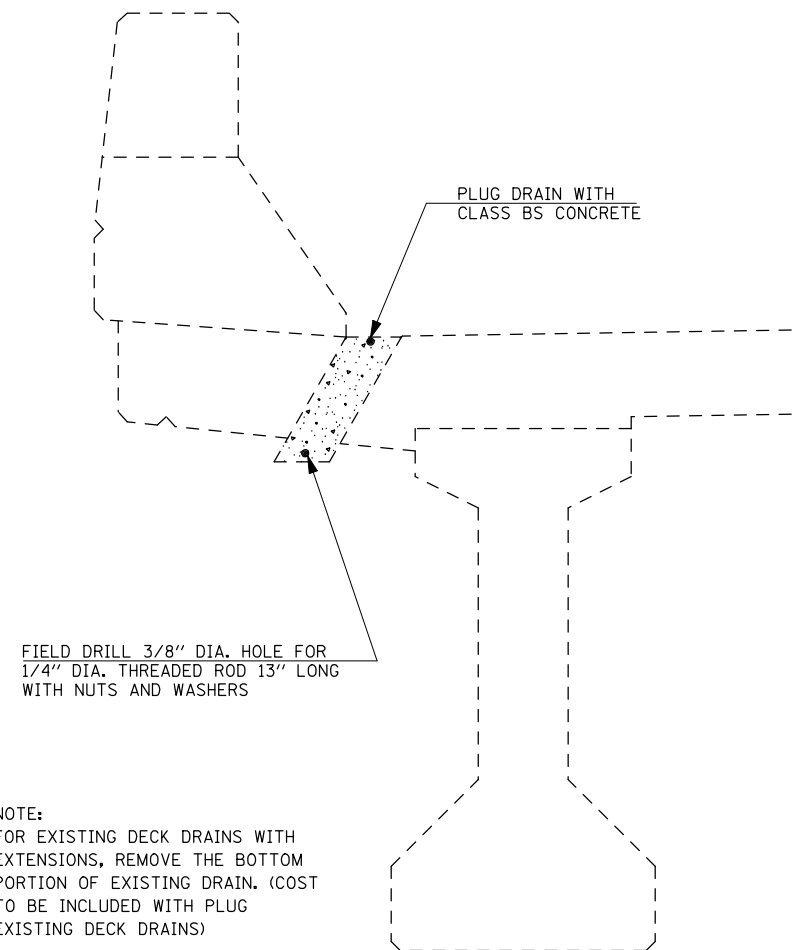 PLUG DRAIN WITH
CLASS BS CONCRETE
FIELD DRILL 3/8" DIA. HOLE FOR
1/4" DIA. THREADED ROD 13" LONG
WITH NUTS AND WASHERS
NOTE:
FOR EXISTING DECK DRAINS WITH
EXTENSIONS, REMOVE THE BOTTOM
PORTION OF EXISTING DRAIN. (COST
TO BE INCLUDED WITH PLUG
EXISTING DECK DRAINS)